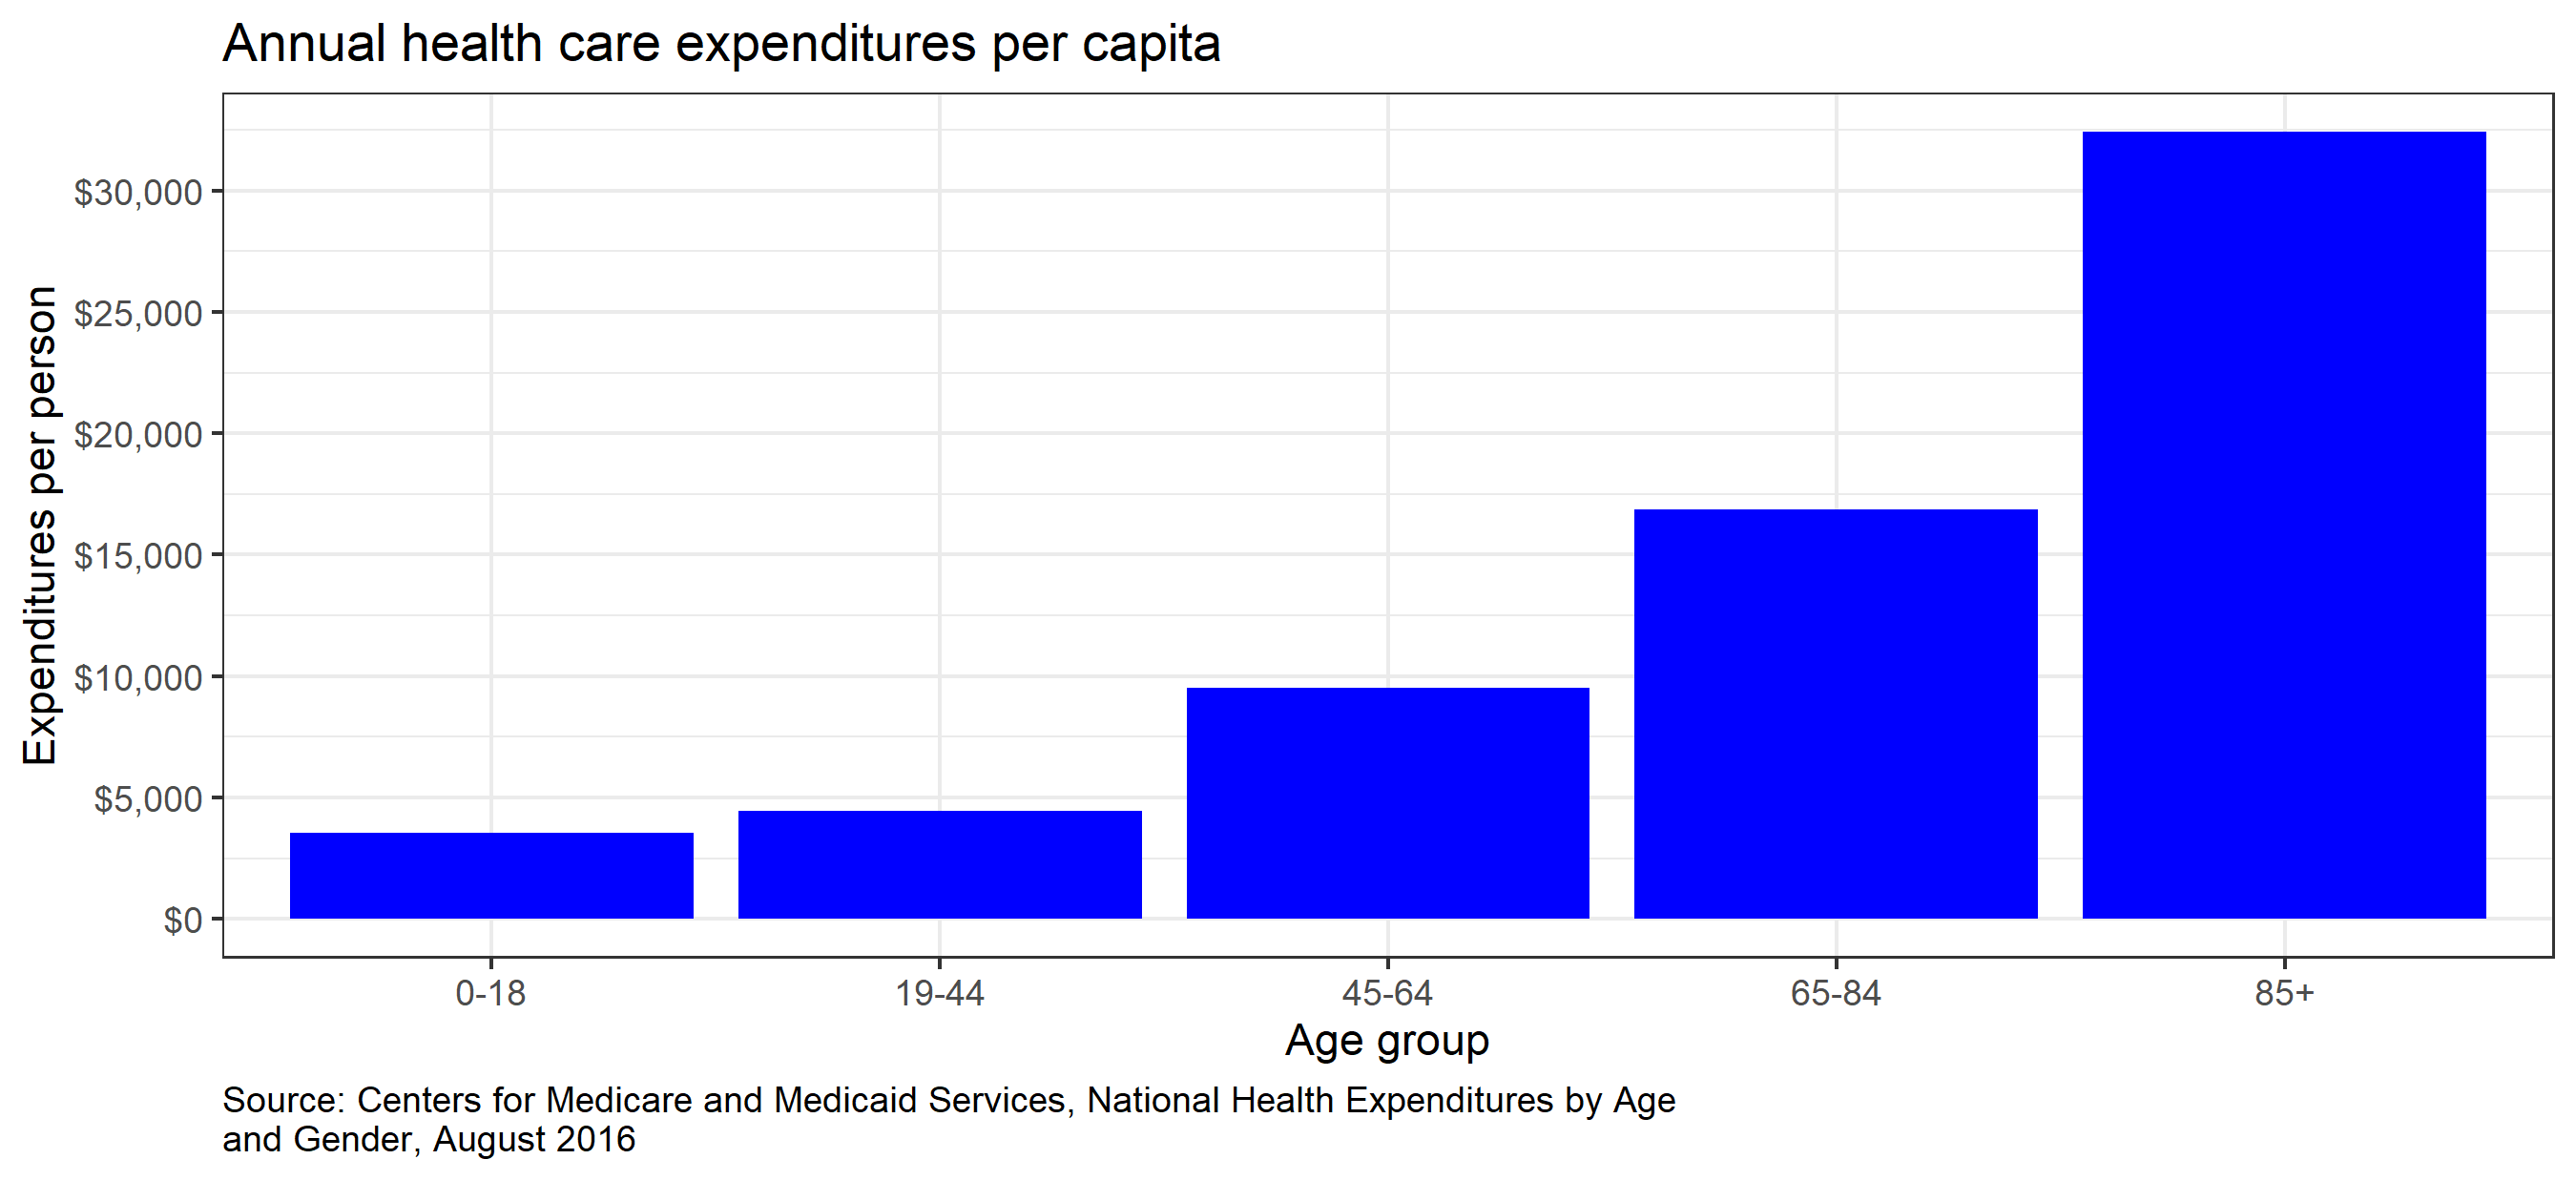 Annual health care expenditures per capita
Expenditures per person
$30,000
$25,000
$20,000
$15,000
$10,000
$5,000
$0
0-18
19-44
45-64
65-84
85+
Age group
Source: Centers for Medicare and Medicaid Services, National Health Expenditures by Age
and Gender, August 2016